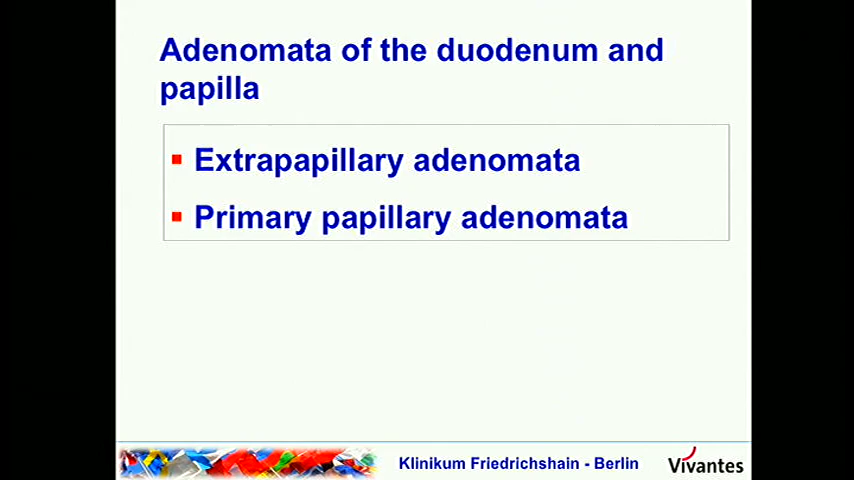 Adenomata of the duodenum and
papilla
Extrapapillary adenomata
Primary papillary adenomata
Klinikum Friedrichshain - Berlin
Vivantes